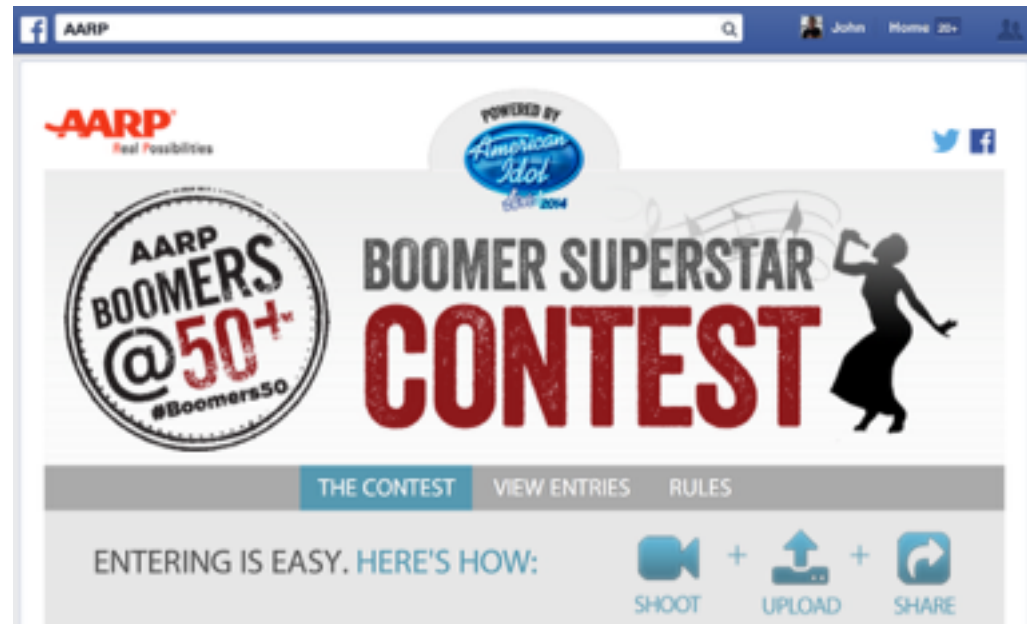 AARP
John Home 20+
AARP
Real Possibilities
POWERED BY
American
Idol
2014
AARP
BOOMERS
@50+
#Boomers50
BOOMER SUPERSTAR
CONTEST
THE CONTEST VIEW ENTRIES RULES
ENTERING IS EASY. HERE'S HOW:
SHOOT + UPLOAD + SHARE